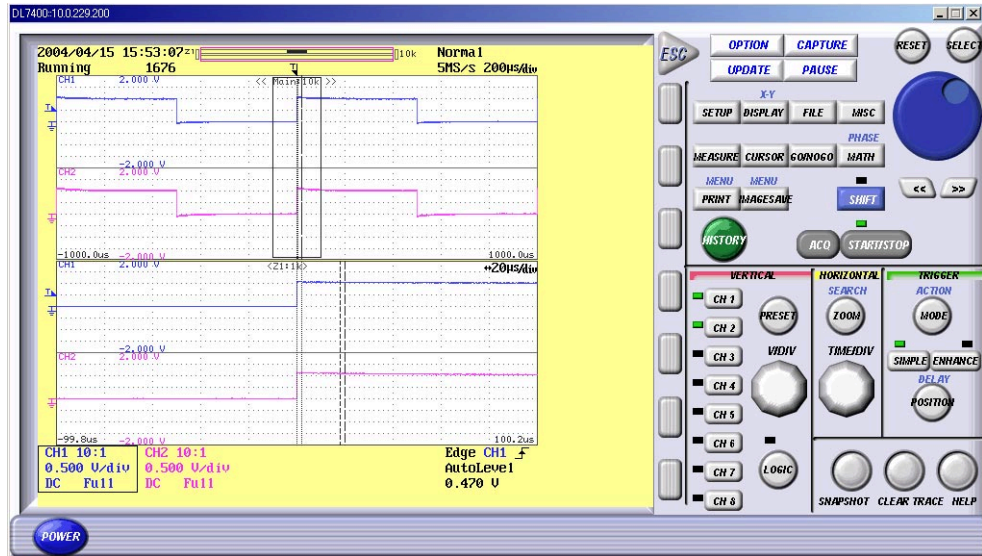 DL7400::10.0.229.200
2004/04/15 15:53:07
Z1
10k
Normal
Running
1676
T
5MS/s 200µs/div
CH1
2.000 V
<< Main:10k >>
T
-2.000 V
CH2
2.000 V
-1000.0us
-2.000 V
1000.0us
CH1
2.000 V
<Z1:1k>
20µs/div
T
-2.000 V
CH2
2.000 V
-99.8us
-2.000 V
100.2us
CH1 10:1
0.500 V/div
DC Full
CH2 10:1
0.500 V/div
DC Full
Edge CH1
AutoLevel
0.470 V
ESC
OPTION
CAPTURE
UPDATE
PAUSE
RESET
SELECT
X-Y
SETUP
DISPLAY
FILE
MISC
PHASE
MEASURE
CURSOR
GO/NOGO
MATH
MENU
MENU
PRINT
IMAGESAVE
SHIFT
<<
>>
HISTORY
ACQ
START/STOP
VERTICAL
HORIZONTAL
TRIGGER
CH 1
CH 2
CH 3
CH 4
CH 5
CH 6
CH 7
CH 8
PRESET
V/DIV
LOGIC
SEARCH
ZOOM
TIME/DIV
ACTION
MODE
SIMPLE
ENHANCE
DELAY
POSITION
SNAPSHOT
CLEAR TRACE
HELP
POWER